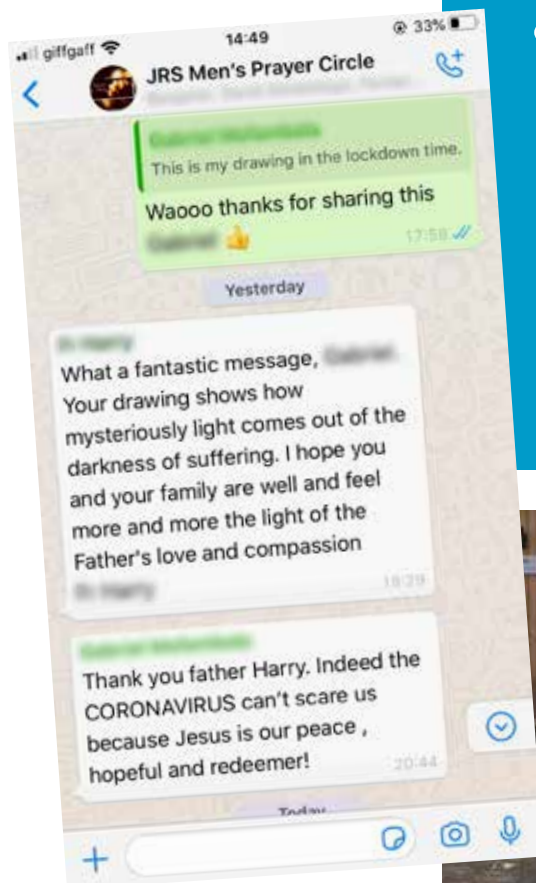 giffgaff
14:49
33%
JRS Men's Prayer Circle
This is my drawing in the lockdown time.
Waooo thanks for sharing this
17:58
Yesterday
What a fantastic message,
Your drawing shows how
mysteriously light comes out of the
darkness of suffering. I hope you
and your family are well and feel
more and more the light of the
Father's love and compassion
Thank you father Harry. Indeed the
CORONAVIRUS can't scare us
because Jesus is our peace ,
hopeful and redeemer!
20:44
Today